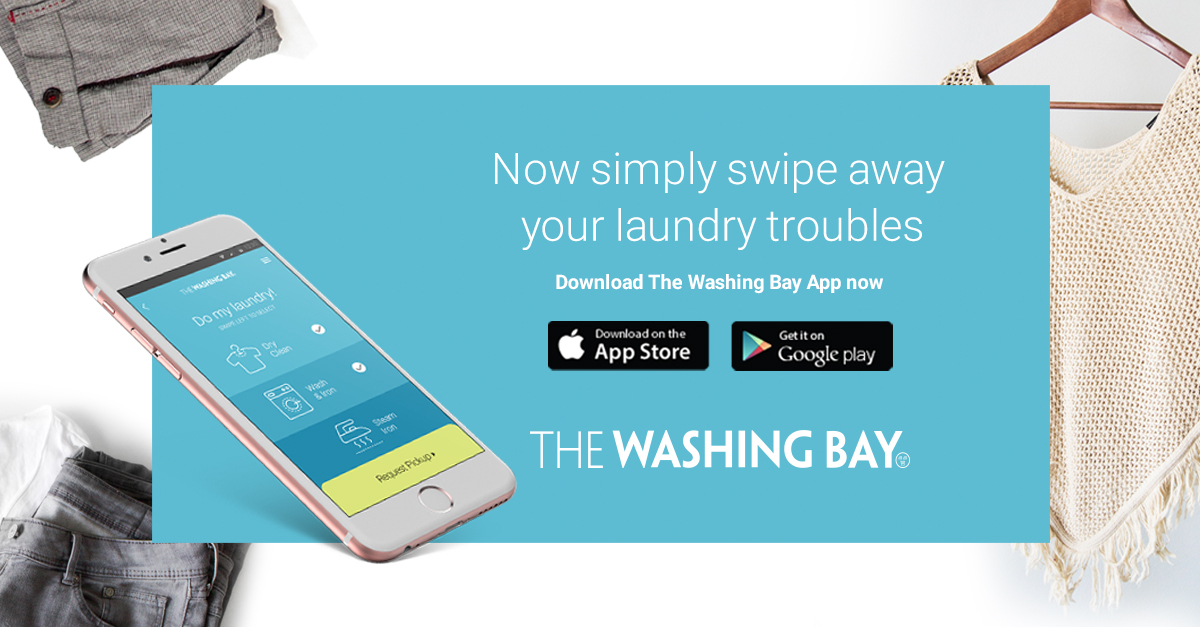 Now simply swipe away
your laundry troubles
Download The Washing Bay App now
Download on the
App Store
Get it on
Google play
THE WASHING BAY
THE WASHING BAY
Do my laundry!
SWIPE LEFT TO SELECT
Dry
Clean
Wash
& Iron
Steam
Iron
Request Pickup